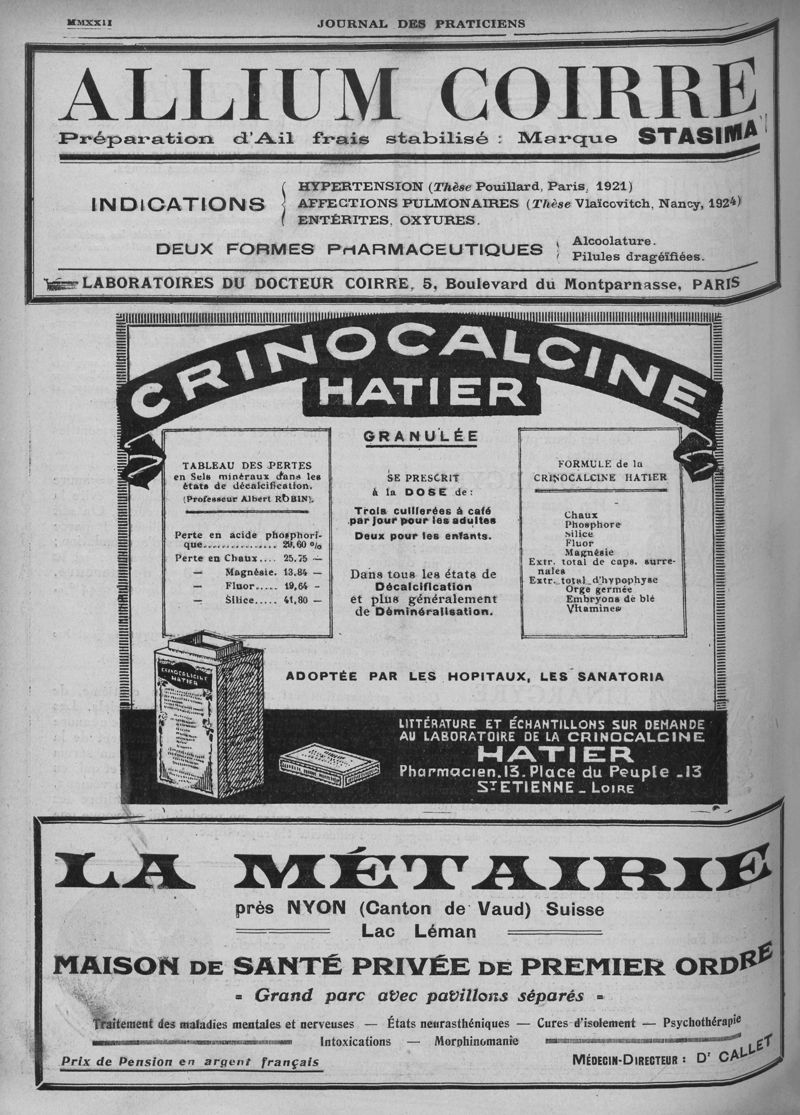 MMXXII
JOURNAL DES PRATICIENS
ALLIUM COIRRE
Préparation d'Ail frais stabilisé : Marque STASIMA
INDICATIONS
HYPERTENSION (Thèse Pouillard, Paris, 1921)
AFFECTIONS PULMONAIRES (Thèse Vlaïcovitch, Nancy, 1924)
ENTÉRITES, OXYURES.
DEUX FORMES PHARMACEUTIQUES
Alcoolature.
Pilules dragéifiées.
LABORATOIRES DU DOCTEUR COIRRE, 5, Boulevard du Montparnasse, PARIS
CRINOCALCINE
HATIER
TABLEAU DES PERTES
en Sels minéraux dans les
états de décalcification.
(Professeur Albert ROBIN).
Perte en acide phosphori-
que................ 29,60 %
Perte en Chaux.... 25.75 —
— Magnésie. 13.84 —
— Fluor..... 19,64 -
— Silice..... 41,80 —
GRANULÉE
SE PRESCRIT
à la DOSE de :
Trois cuillerées à café
par jour pour les adultes
Deux pour les enfants.
Dans tous les états de
Décalcification
et plus généralement
de Déminéralisation.
FORMULE de la
CRINOCALCINE HATIER
Chaux
Phosphore
Silice
Fluor
Magnésie
Extr. total de caps. surre-
nales
Extr. total d'hypophyse
Orge germée
Embryons de blé
Vitamines
ADOPTÉE PAR LES HOPITAUX, LES SANATORIA
CRINOCALCINE
HATIER
LITTÉRATURE ET ÉCHANTILLONS SUR DEMANDE
AU LABORATOIRE DE LA CRINOCALCINE
HATIER
Pharmacien.13. Place du Peuple _13
ST ETIENNE _ LOIRE
LA MÉTAIRIE
près NYON (Canton de Vaud) Suisse
Lac Léman
MAISON DE SANTÉ PRIVÉE DE PREMIER ORDRE
Grand parc avec pavillons séparés
Traitement des maladies mentales et nerveuses — États neurasthéniques — Cures d'isolement — Psychothérapie
Intoxications — Morphinomanie
Prix de Pension en argent français
MÉDECIN-DIRECTEUR : Dr CALLET